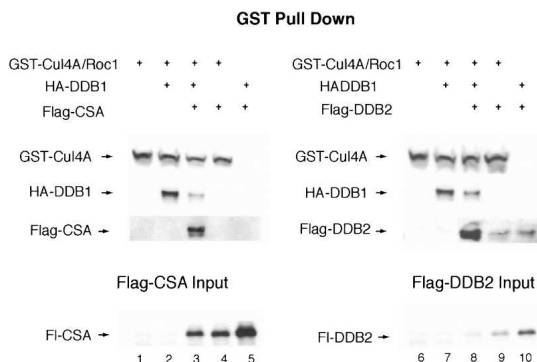 GST Pull Down
GST-Cul4A/Roc1 + + + +
HA-DDB1 + + +
Flag-CSA + + +
GST-Cul4A
HA-DDB1
Flag-CSA
Flag-CSA Input
Fl-CSA
1 2 3 4 5
GST-Cul4A/Roc1 + + + +
HADDB1 + + +
Flag-DDB2 + + +
GST-Cul4A
HA-DDB1
Flag-DDB2
Flag-DDB2 Input
Fl-DDB2
6 7 8 9 10